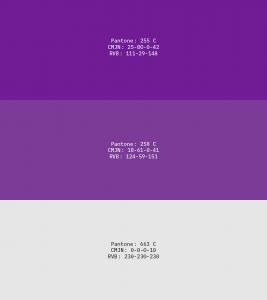 Pantone: 255 C
CMJN: 25-80-0-42
RVB: 111-29-148
Pantone: 258 C
CMJN: 18-61-0-41
RVB: 124-59-151
Pantone: 663 C
CMJN: 0-0-0-10
RVB: 230-230-230